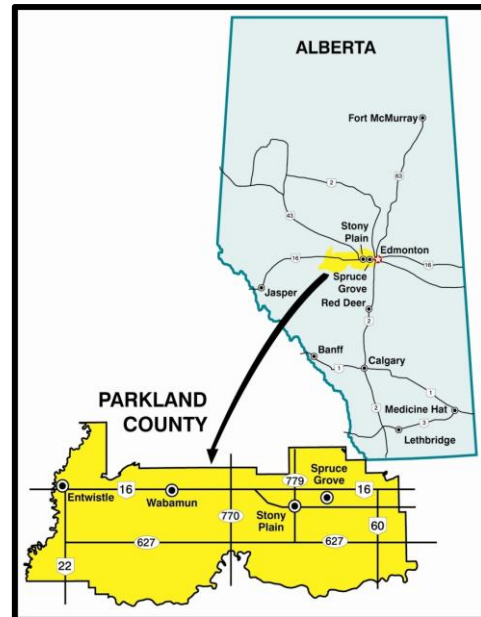 ALBERTA
Fort McMurray
63
2
43
Stony
Plain
Edmonton
16
16
Spruce
Grove
Jasper
Red Deer
2
Banff
1
Calgary
PARKLAND
COUNTY
2
1
Medicine Hat
3
Lethbridge
Spruce
Grove
779
Entwistle
16
Wabamun
16
770
Stony
Plain
60
627
627
22